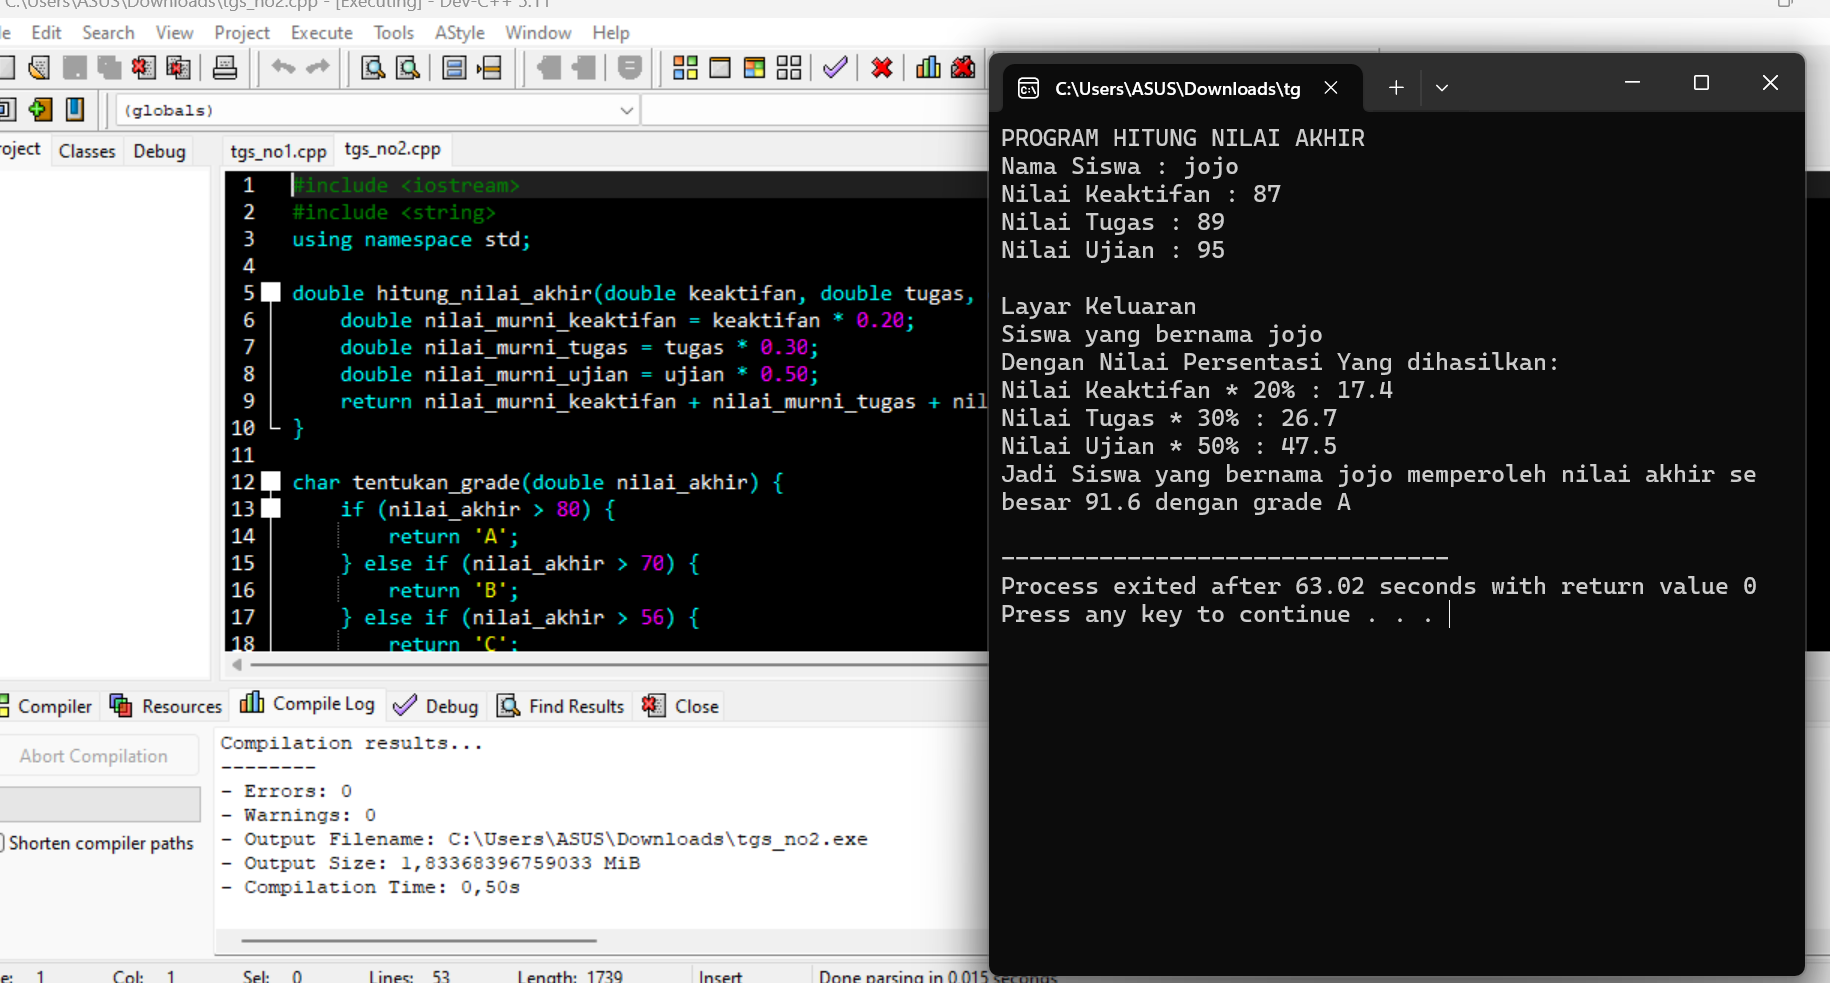 C:\Users\ASUS\Downloads\tgs_no2.cpp - [Executing] - Dev-C++ 5.11
Edit Search View Project Execute Tools AStyle Window Help
(globals)
Classes Debug
tgs_no1.cpp tgs_no2.cpp
1 #include <iostream>
2 #include <string>
3 using namespace std;
4
5 double hitung_nilai_akhir(double keaktifan, double tugas,
6 double nilai_murni_keaktifan = keaktifan * 0.20;
7 double nilai_murni_tugas = tugas * 0.30;
8 double nilai_murni_ujian = ujian * 0.50;
9 return nilai_murni_keaktifan + nilai_murni_tugas + nil
10 }
11
12 char tentukan_grade(double nilai_akhir) {
13 if (nilai_akhir > 80) {
14 return 'A';
15 } else if (nilai_akhir > 70) {
16 return 'B';
17 } else if (nilai_akhir > 56) {
18 return 'C';
Compiler Resources Compile Log Debug Find Results Close
Abort Compilation
Shorten compiler paths
Compilation results...
--------
- Errors: 0
- Warnings: 0
- Output Filename: C:\Users\ASUS\Downloads\tgs_no2.exe
- Output Size: 1,83368396759033 MiB
- Compilation Time: 0,50s
1 Col: 1 Sel: 0 Lines: 53 Length: 1739 Insert Done parsing in 0.015 seconds
C:\Users\ASUS\Downloads\tg
PROGRAM HITUNG NILAI AKHIR
Nama Siswa : jojo
Nilai Keaktifan : 87
Nilai Tugas : 89
Nilai Ujian : 95
Layar Keluaran
Siswa yang bernama jojo
Dengan Nilai Persentasi Yang dihasilkan:
Nilai Keaktifan * 20% : 17.4
Nilai Tugas * 30% : 26.7
Nilai Ujian * 50% : 47.5
Jadi Siswa yang bernama jojo memperoleh nilai akhir se
besar 91.6 dengan grade A
--------------------------------
Process exited after 63.02 seconds with return value 0
Press any key to continue . . .